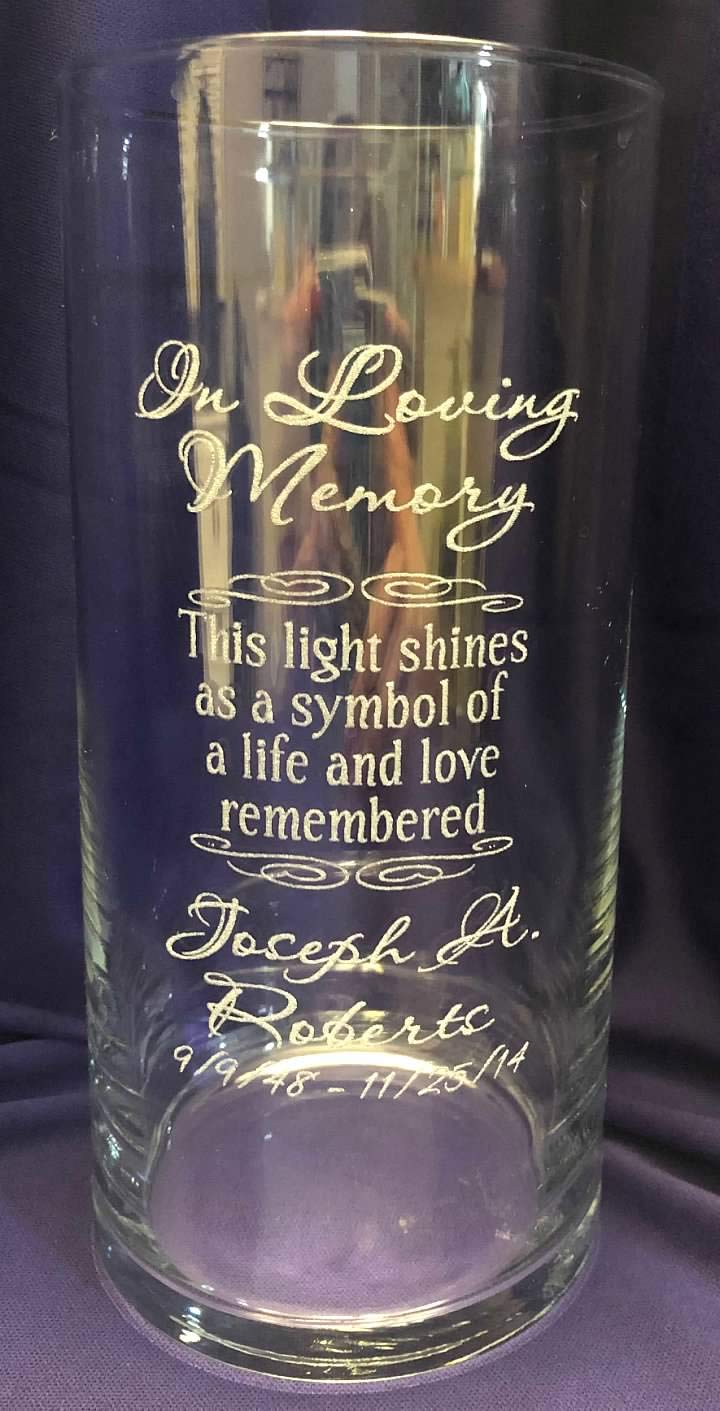 In Loving
Memory
This light shines
as a symbol of
a life and love
remembered
Joseph A.
Roberts
9/9/48 - 11/25/14